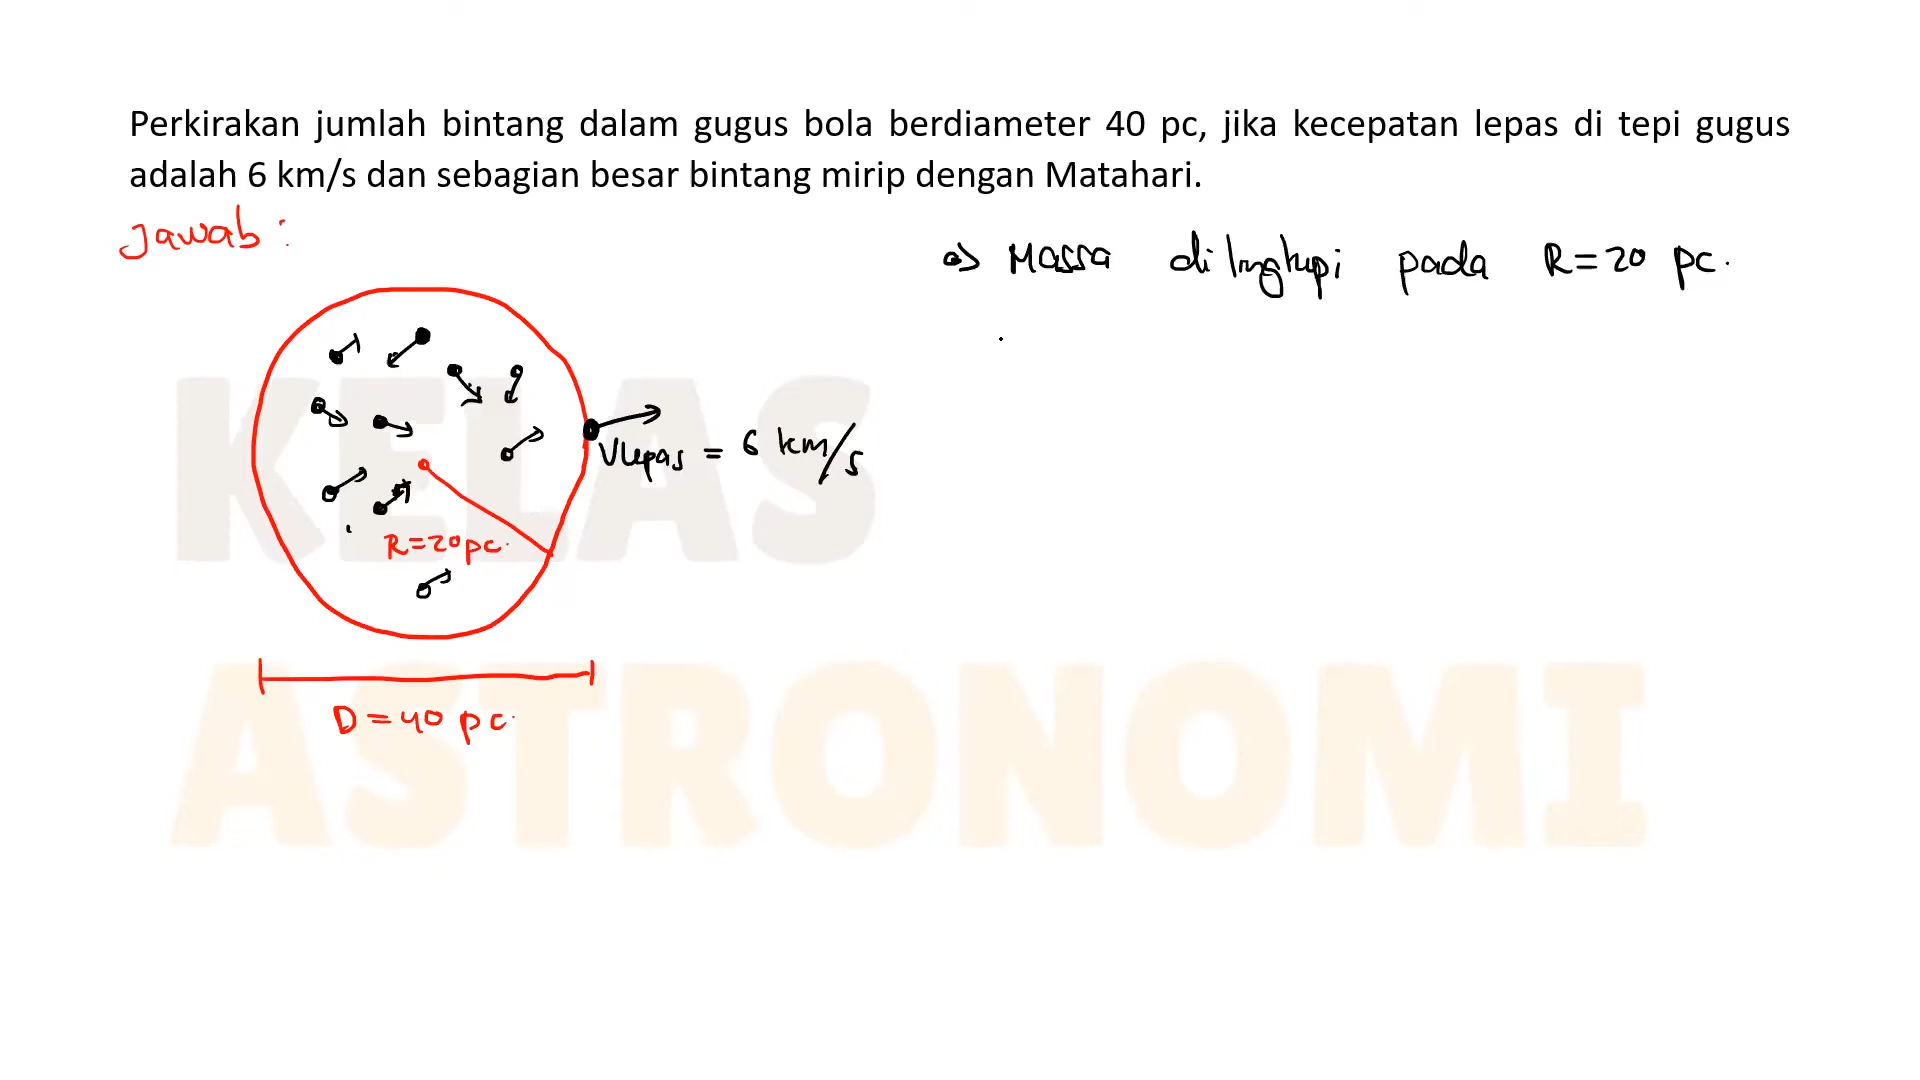 Perkirakan jumlah bintang dalam gugus bola berdiameter 40 pc, jika kecepatan lepas di tepi gugus
adalah 6 km/s dan sebagian besar bintang mirip dengan Matahari.
Jawab :
=> Massa dilingkupi pada R=20 pc.
Vlepas = 6 km/s
R=20pc.
D = 40 pc.
KELAS
ASTRONOMI